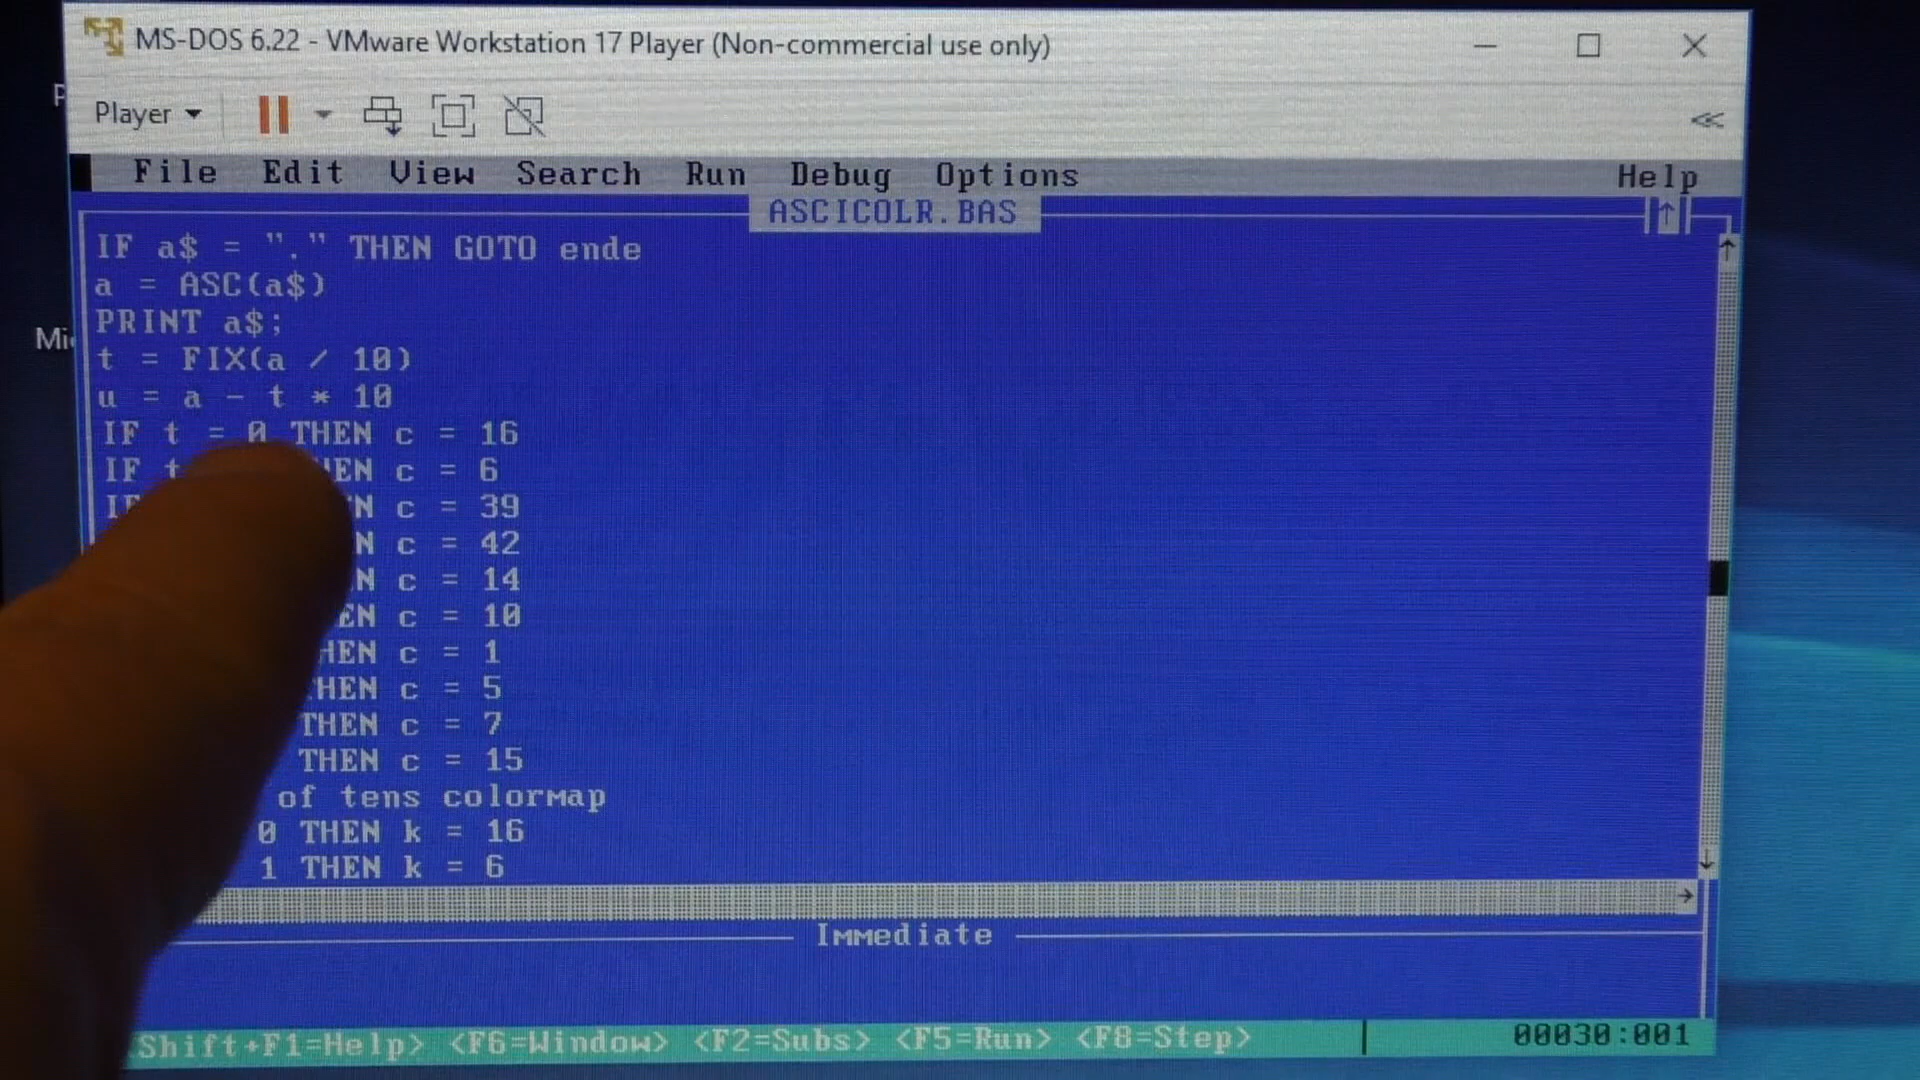 MS-DOS 6.22 - VMware Workstation 17 Player (Non-commercial use only)
P
Player
File Edit View Search Run Debug Options Help
ASCICOLR.BAS
IF a$ = "." THEN GOTO ende
a = ASC(a$)
PRINT a$;
Mi
t = FIX(a / 10)
u = a - t * 10
IF t = 0 THEN c = 16
IF t HEN c = 6
IF N c = 39
N c = 42
N c = 14
EN c = 10
HEN c = 1
HEN c = 5
THEN c = 7
THEN c = 15
of tens colormap
0 THEN k = 16
1 THEN k = 6
Immediate
Shift+F1=Help> <F6=Window> <F2=Subs> <F5=Run> <F8=Step> 00030:001